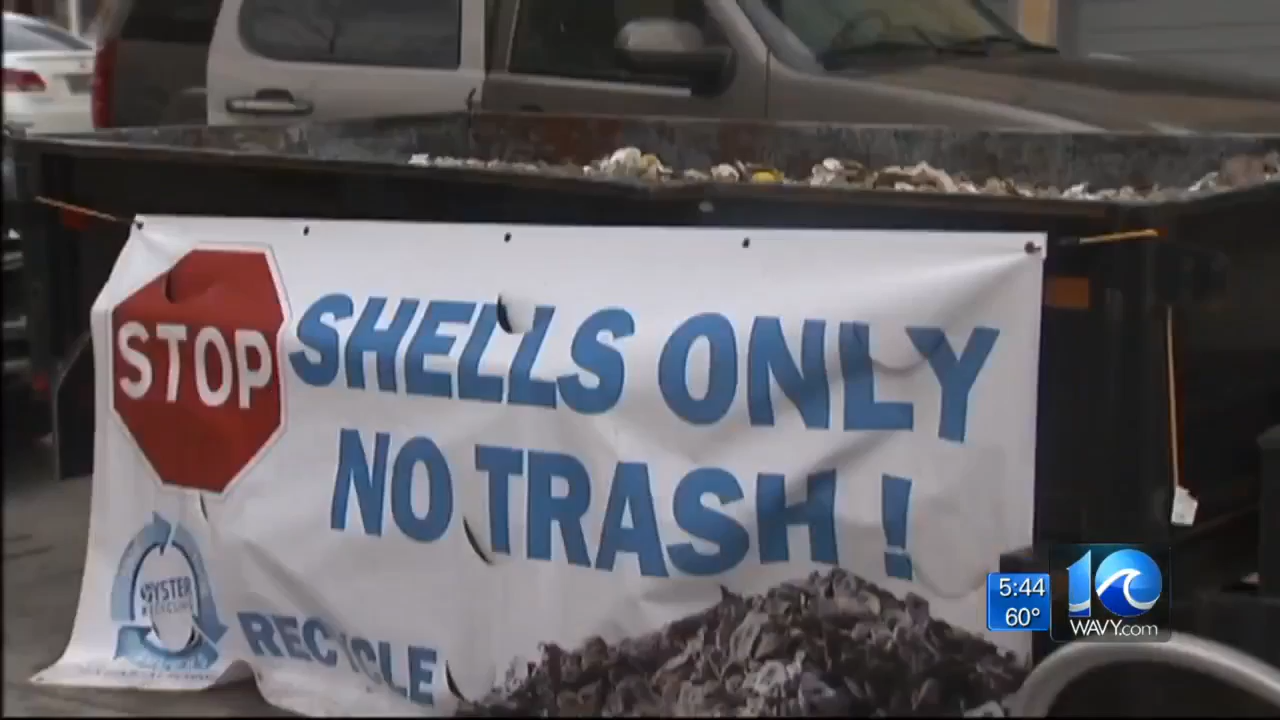 STOP
SHELLS ONLY
NO TRASH !
OYSTER
RECYCLE
5:44
60°
10
WAVY.com